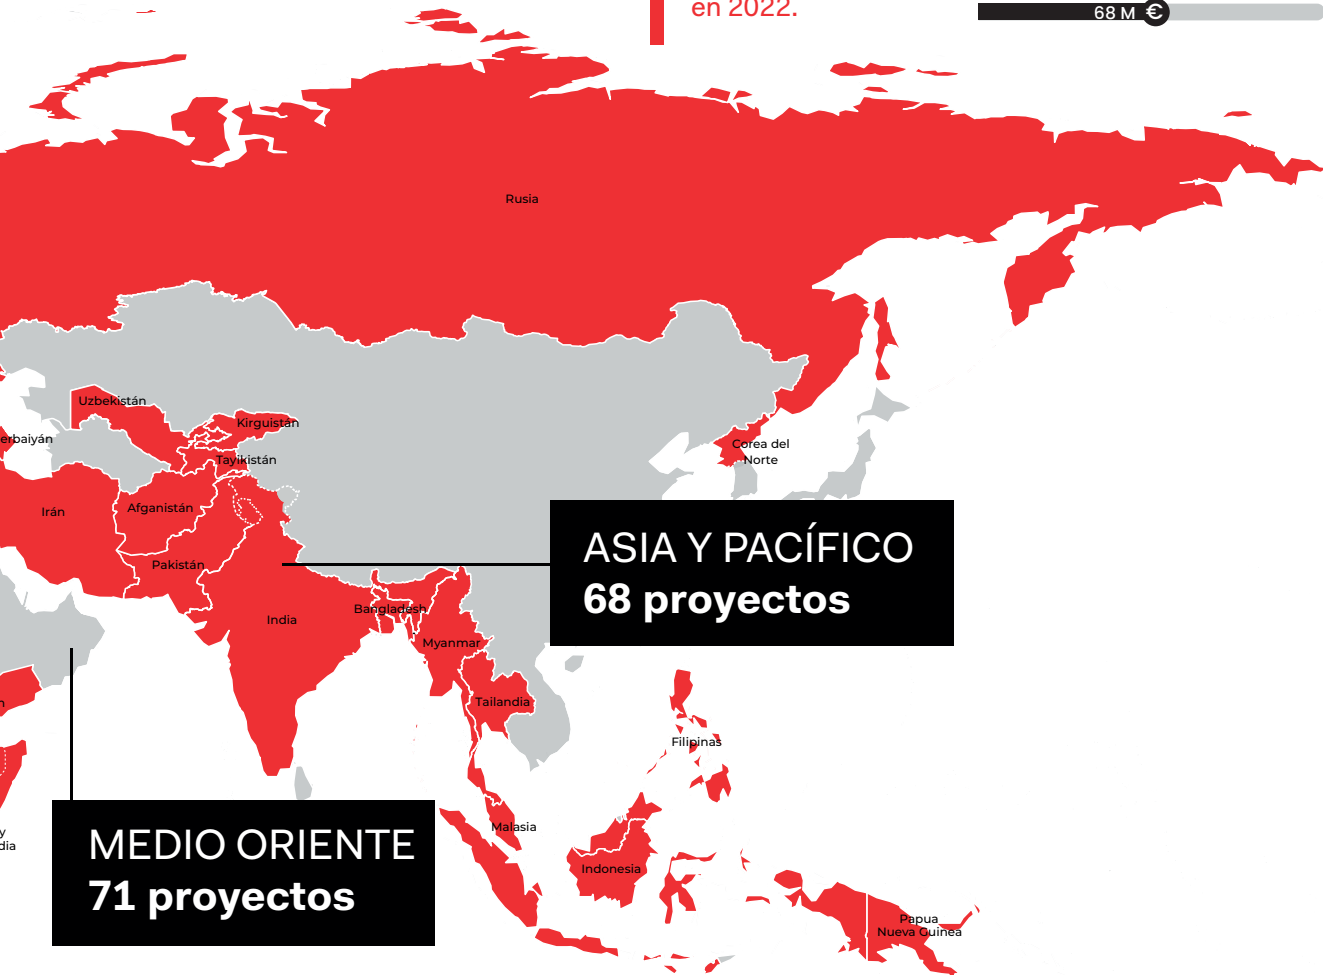 en 2022.
68 M €
Rusia
Uzbekistán
Kirguistán
erbaiyán
Tayikistán
Corea del
Norte
Irán
Afganistán
Pakistán
ASIA Y PACÍFICO
68 proyectos
India
Bangladesh
Myanmar
Tailandia
n
Filipinas
y
dia
MEDIO ORIENTE
71 proyectos
Malasia
Indonesia
Papua
Nueva Guinea